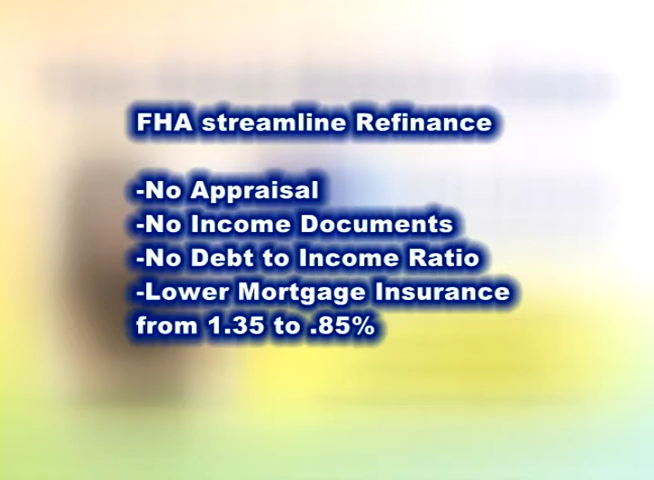 FHA streamline Refinance
-No Appraisal
-No Income Documents
-No Debt to Income Ratio
-Lower Mortgage Insurance
from 1.35 to .85%